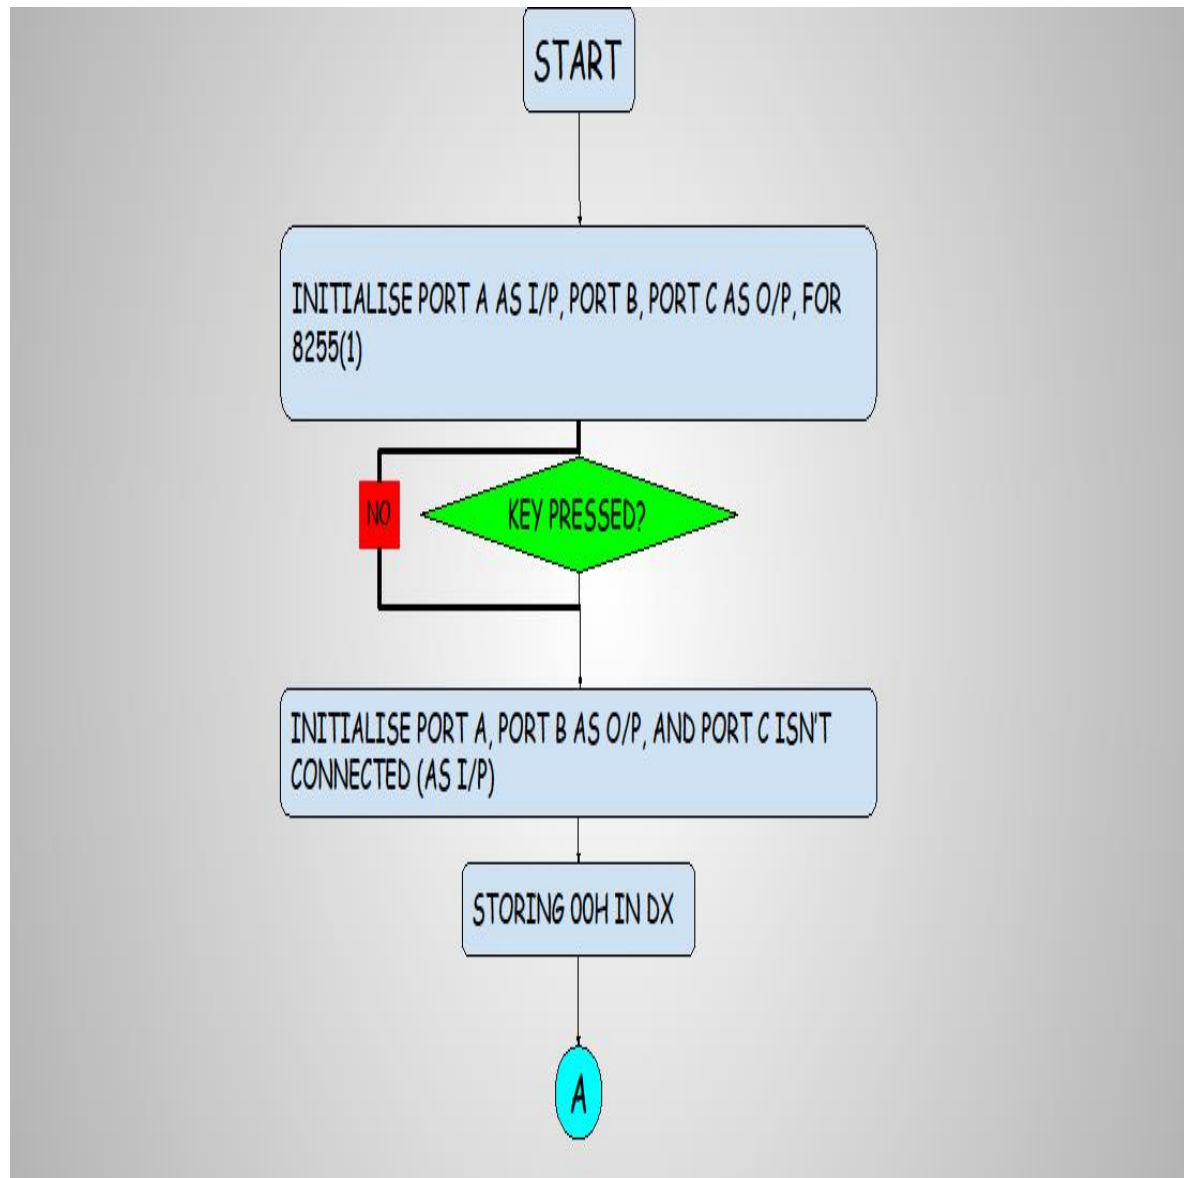 START
INITIALISE PORT A AS I/P, PORT B, PORT C AS O/P, FOR
8255(1)
NO
KEY PRESSED?
INITIALISE PORT A, PORT B AS O/P, AND PORT C ISN'T
CONNECTED (AS I/P)
STORING 00H IN DX
A